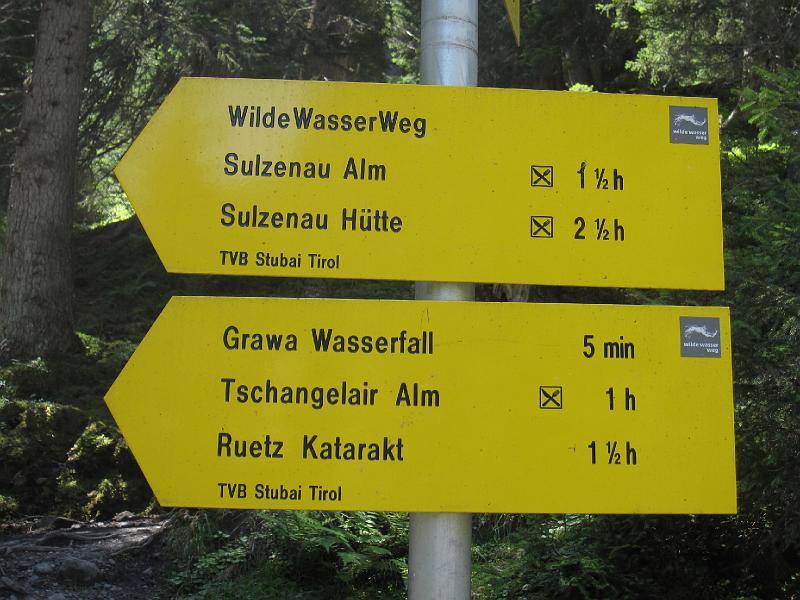 WildeWasserWeg
wilde wasser
weg
Sulzenau Alm 1 ½ h
Sulzenau Hütte 2 ½ h
TVB Stubai Tirol
Grawa Wasserfall 5 min
wilde wasser
weg
Tschangelair Alm 1 h
Ruetz Katarakt 1 ½ h
TVB Stubai Tirol